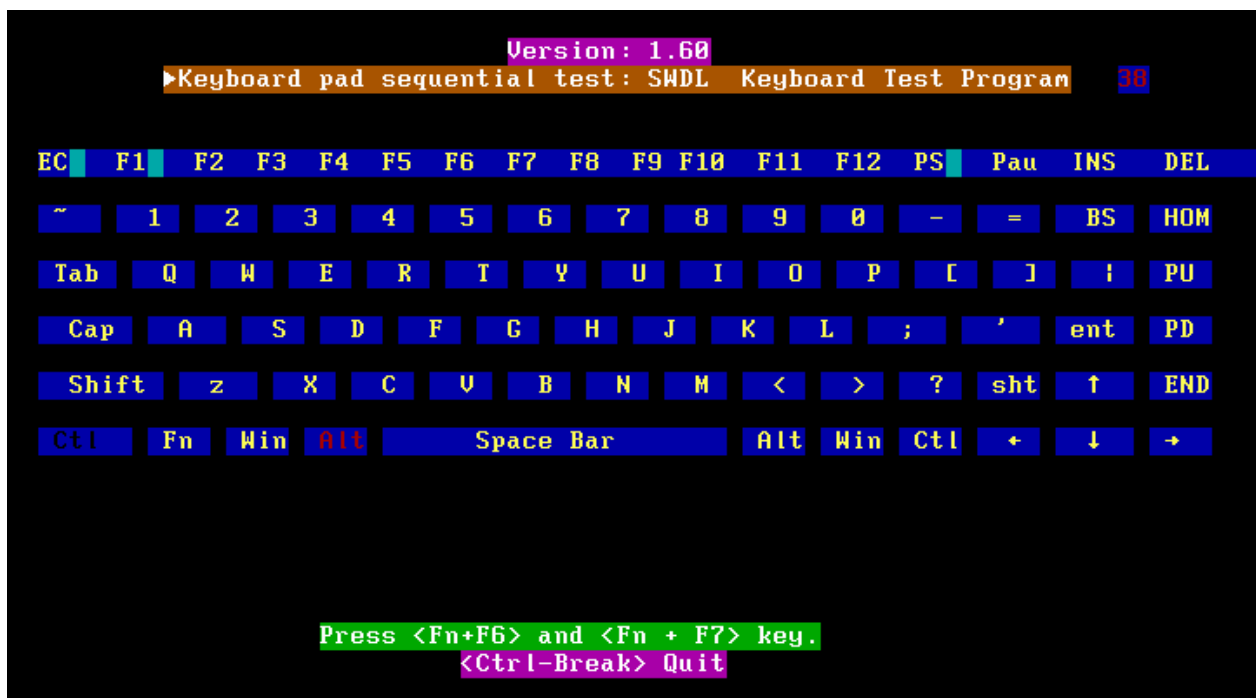 Version: 1.60
►Keyboard pad sequential test: SWDL Keyboard Test Program 38
EC F1 F2 F3 F4 F5 F6 F7 F8 F9 F10 F11 F12 PS Pau INS DEL
~ 1 2 3 4 5 6 7 8 9 0 - = BS HOM
Tab Q W E R T Y U I O P [ ] ¦ PU
Cap A S D F G H J K L ; ' ent PD
Shift z X C V B N M < > ? sht ↑ END
Ctl Fn Win Alt Space Bar Alt Win Ctl ← ↓ →
Press <Fn+F6> and <Fn + F7> key.
<Ctrl-Break> Quit